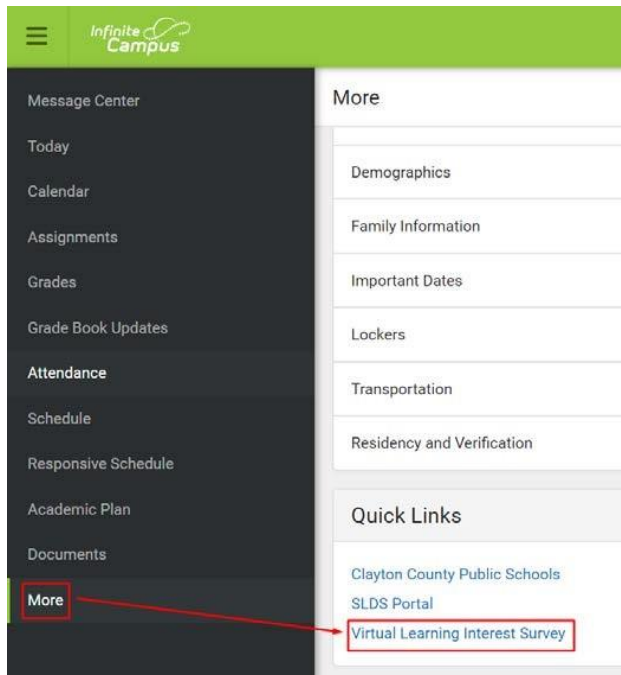 Infinite
Campus
Message Center
Today
Calendar
Assignments
Grades
Grade Book Updates
Attendance
Schedule
Responsive Schedule
Academic Plan
Documents
More
More
Demographics
Family Information
Important Dates
Lockers
Transportation
Residency and Verification
Quick Links
Clayton County Public Schools
SLDS Portal
Virtual Learning Interest Survey